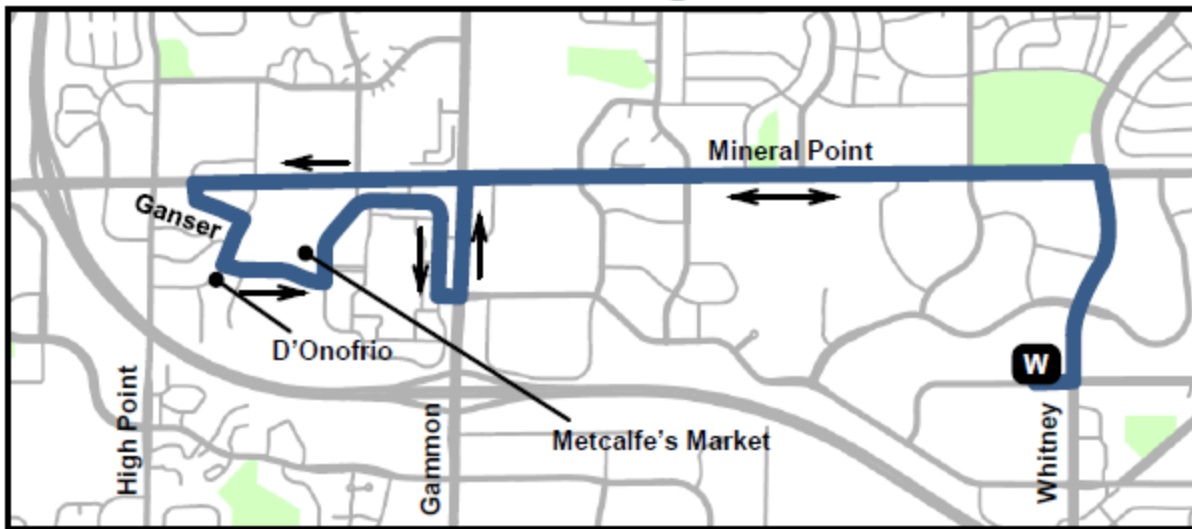 Mineral Point
Ganser
D'Onofrio
W
Metcalfe's Market
High Point
Gammon
Whitney